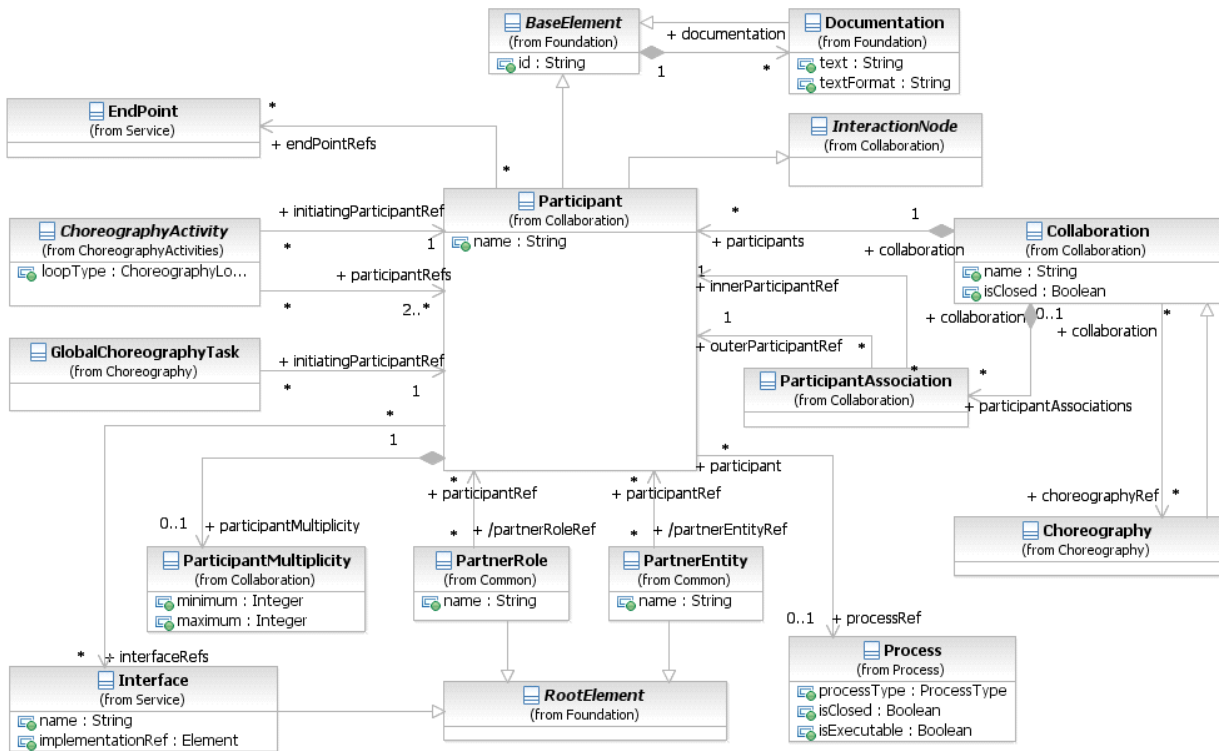 BaseElement
(from Foundation)
id : String
+ documentation
1
*
Documentation
(from Foundation)
text : String
textFormat : String
EndPoint
(from Service)
*
+ endPointRefs
*
InteractionNode
(from Collaboration)
Participant
(from Collaboration)
name : String
ChoreographyActivity
(from ChoreographyActivities)
loopType : ChoreographyLo...
+ initiatingParticipantRef
*
1
+ participantRefs
*
2..*
*
+ participants
1
+ collaboration
Collaboration
(from Collaboration)
name : String
isClosed : Boolean
1
+ innerParticipantRef
1
+ outerParticipantRef
*
*
+ collaboration
0..1
+ collaboration
*
GlobalChoreographyTask
(from Choreography)
+ initiatingParticipantRef
*
1
ParticipantAssociation
(from Collaboration)
*
+ participantAssociations
*
1
*
+ participant
*
+ participantRef
*
+ participantRef
+ choreographyRef
*
0..1
+ participantMultiplicity
*
+ /partnerRoleRef
*
+ /partnerEntityRef
Choreography
(from Choreography)
ParticipantMultiplicity
(from Collaboration)
minimum : Integer
maximum : Integer
PartnerRole
(from Common)
name : String
PartnerEntity
(from Common)
name : String
0..1
+ processRef
*
+ interfaceRefs
Interface
(from Service)
name : String
implementationRef : Element
RootElement
(from Foundation)
Process
(from Process)
processType : ProcessType
isClosed : Boolean
isExecutable : Boolean